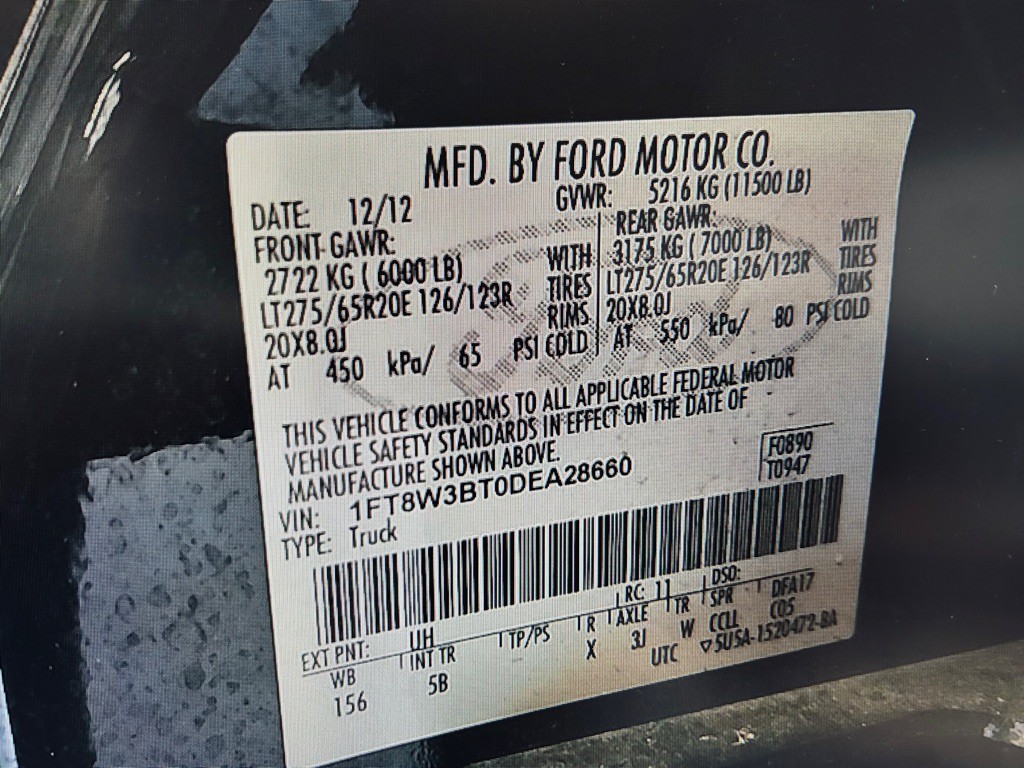 MFD. BY FORD MOTOR CO.
DATE: 12/12 GVWR: 5216 KG (11500 LB)
FRONT GAWR: REAR GAWR:
2722 KG ( 6000 LB) WITH 3175 KG ( 7000 LB) WITH
LT275/65R20E 126/123R TIRES LT275/65R20E 126/123R TIRES
20X8.0J RIMS 20X8.0J RIMS
AT 450 kPa/ 65 PSI COLD AT 550 kPa/ 80 PSI COLD
THIS VEHICLE CONFORMS TO ALL APPLICABLE FEDERAL MOTOR
VEHICLE SAFETY STANDARDS IN EFFECT ON THE DATE OF
MANUFACTURE SHOWN ABOVE.
VIN: 1FT8W3BT0DEA28660
F0890
T0947
TYPE: Truck
EXT PNT: UH RC: 11 DSO:
WB INT TR TP/PS R AXLE TR SPR DFA17
156 5B X 3J W CCLL C05
UTC ▽5U5A-1520472-BA